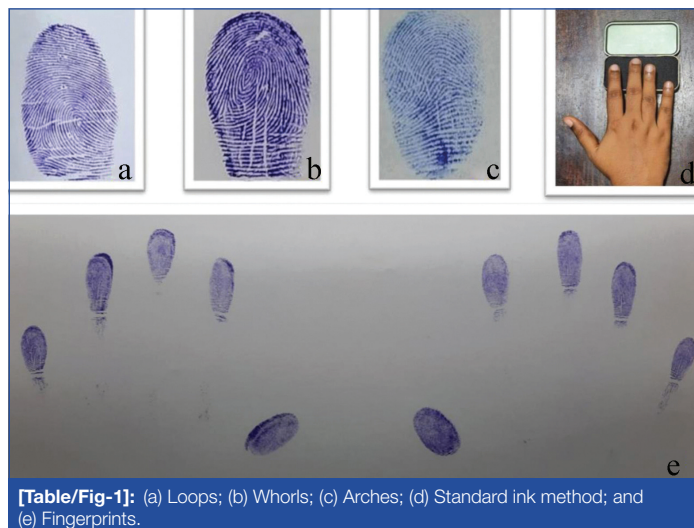 a
b
c
d
e
[Table/Fig-1]: (a) Loops; (b) Whorls; (c) Arches; (d) Standard ink method; and
(e) Fingerprints.